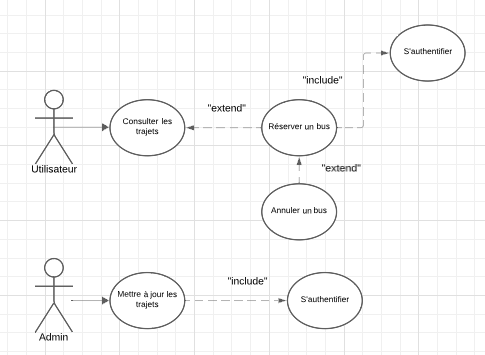 S'authentifier
"include"
"extend"
Consulter les
trajets
Réserver un bus
Utilisateur
"extend"
Annuler un bus
"include"
Mettre à jour les
trajets
S'authentifier
Admin